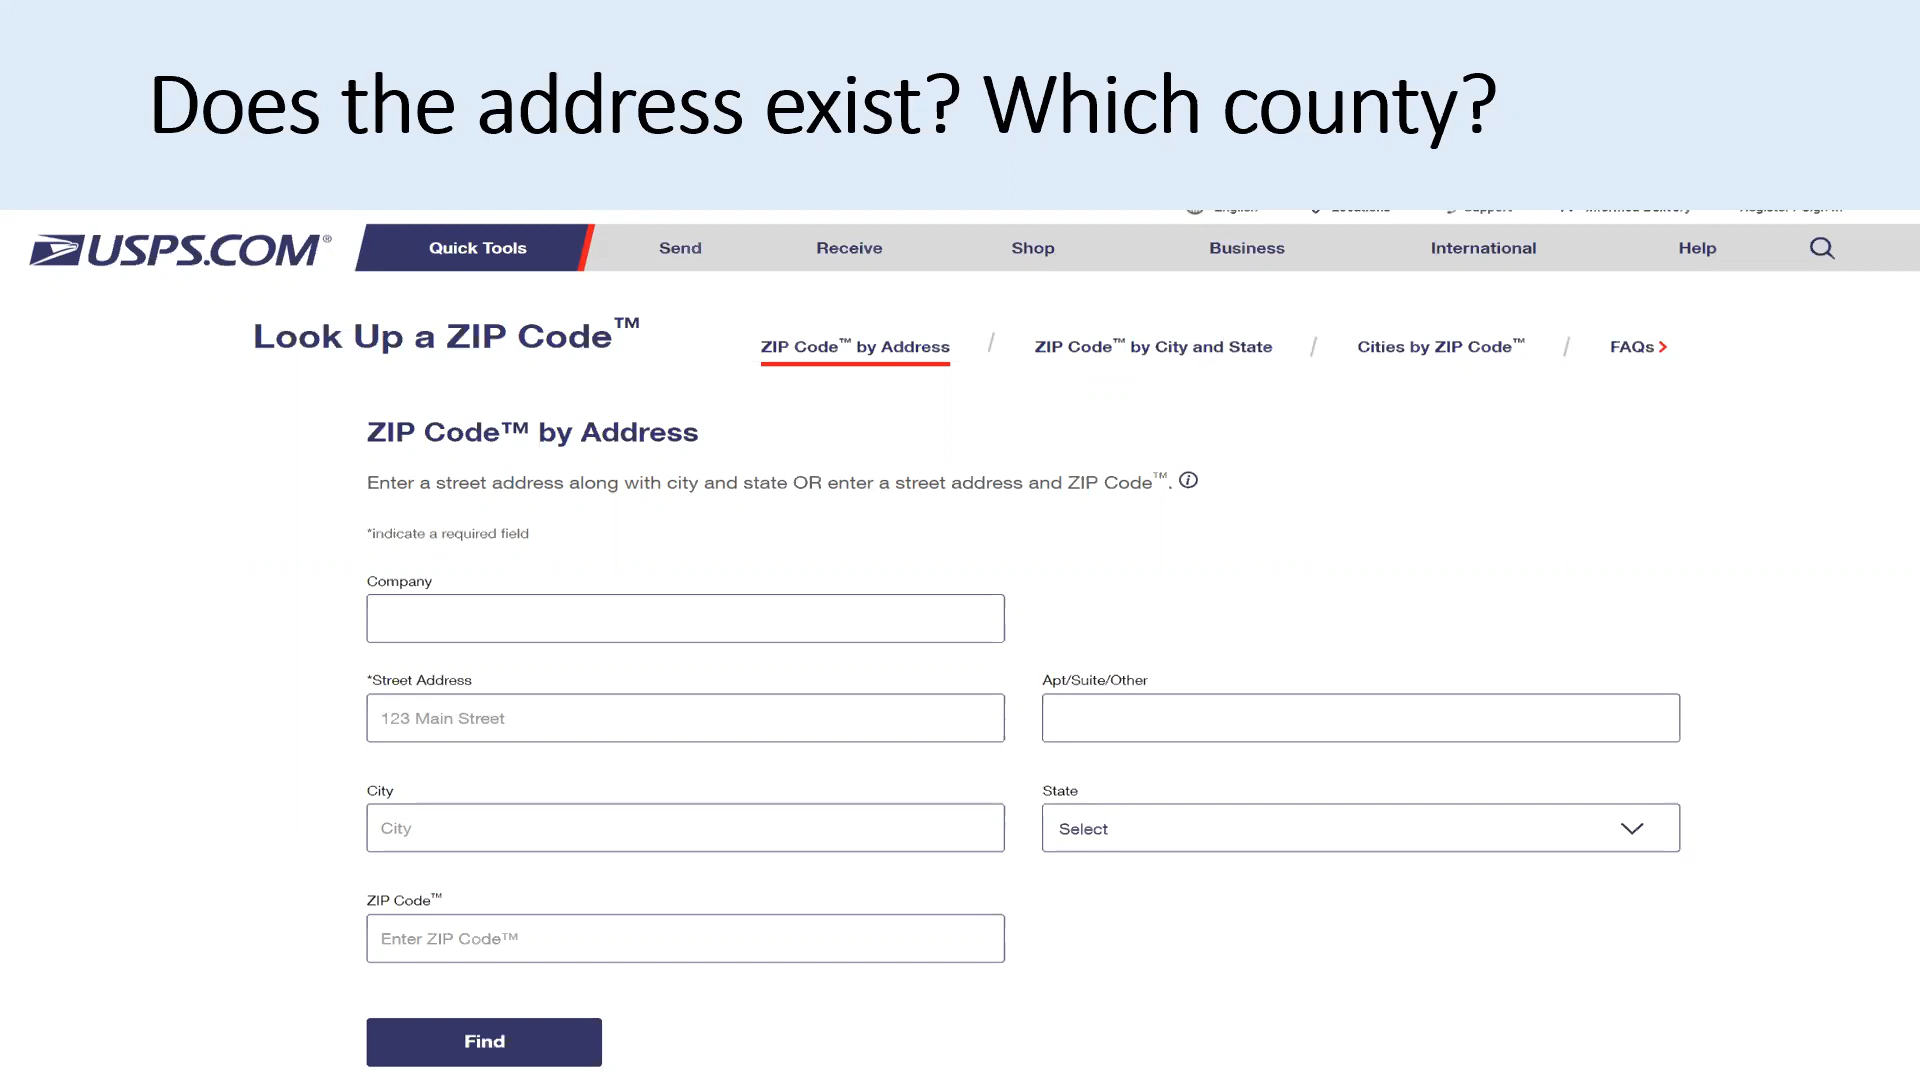 Does the address exist? Which county?
USPS.COM®
Quick Tools
Send
Receive
Shop
Business
International
Help
Look Up a ZIP Code™
ZIP Code™ by Address
/
ZIP Code™ by City and State
/
Cities by ZIP Code™
/
FAQs
ZIP Code™ by Address
Enter a street address along with city and state OR enter a street address and ZIP Code™.
*indicate a required field
Company
*Street Address
Apt/Suite/Other
123 Main Street
City
State
City
Select
ZIP Code™
Enter ZIP Code™
Find